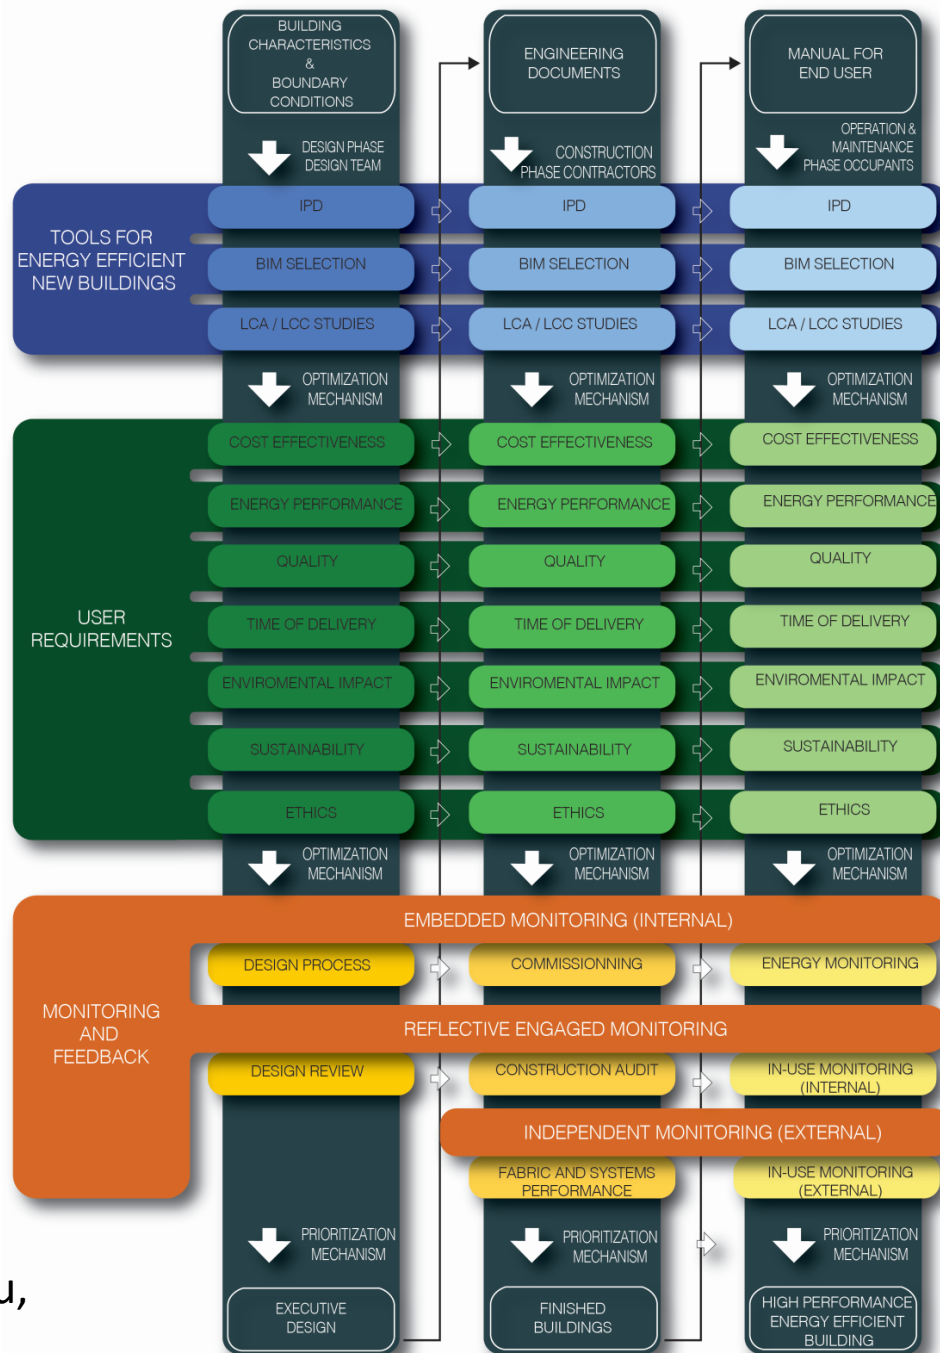 BUILDING
CHARACTERISTICS
&
BOUNDARY
CONDITIONS
ENGINEERING
DOCUMENTS
MANUAL FOR
END USER
DESIGN PHASE
DESIGN TEAM
CONSTRUCTION
PHASE CONTRACTORS
OPERATION &
MAINTENANCE
PHASE OCCUPANTS
TOOLS FOR
ENERGY EFFICIENT
NEW BUILDINGS
IPD
IPD
IPD
BIM SELECTION
BIM SELECTION
BIM SELECTION
LCA / LCC STUDIES
LCA / LCC STUDIES
LCA / LCC STUDIES
OPTIMIZATION
MECHANISM
OPTIMIZATION
MECHANISM
OPTIMIZATION
MECHANISM
USER
REQUIREMENTS
COST EFFECTIVENESS
COST EFFECTIVENESS
COST EFFECTIVENESS
ENERGY PERFORMANCE
ENERGY PERFORMANCE
ENERGY PERFORMANCE
QUALITY
QUALITY
QUALITY
TIME OF DELIVERY
TIME OF DELIVERY
TIME OF DELIVERY
ENVIROMENTAL IMPACT
ENVIROMENTAL IMPACT
ENVIROMENTAL IMPACT
SUSTAINABILITY
SUSTAINABILITY
SUSTAINABILITY
ETHICS
ETHICS
ETHICS
OPTIMIZATION
MECHANISM
OPTIMIZATION
MECHANISM
OPTIMIZATION
MECHANISM
MONITORING
AND
FEEDBACK
EMBEDDED MONITORING (INTERNAL)
DESIGN PROCESS
COMMISSIONNING
ENERGY MONITORING
REFLECTIVE ENGAGED MONITORING
DESIGN REVIEW
CONSTRUCTION AUDIT
IN-USE MONITORING
(INTERNAL)
INDEPENDENT MONITORING (EXTERNAL)
FABRIC AND SYSTEMS
PERFORMANCE
IN-USE MONITORING
(EXTERNAL)
PRIORITIZATION
MECHANISM
PRIORITIZATION
MECHANISM
PRIORITIZATION
MECHANISM
u,
EXECUTIVE
DESIGN
FINISHED
BUILDINGS
HIGH PERFORMANCE
ENERGY EFFICIENT
BUILDING